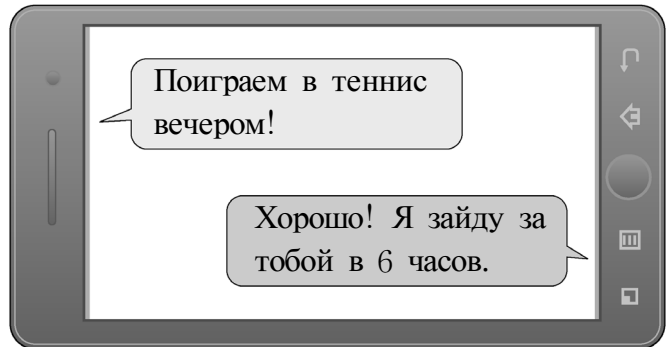 Поиграем в теннис
вечером!
Хорошо! Я зайду за
тобой в 6 часов.